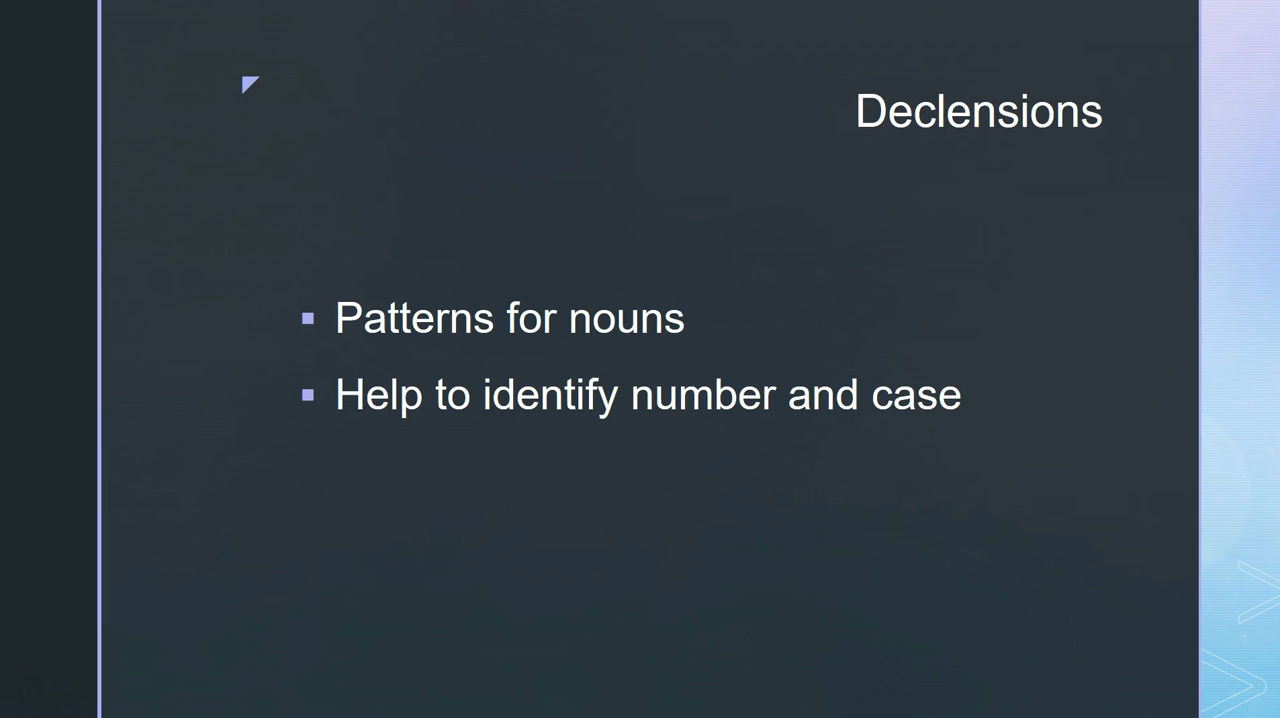 Declensions
Patterns for nouns
Help to identify number and case